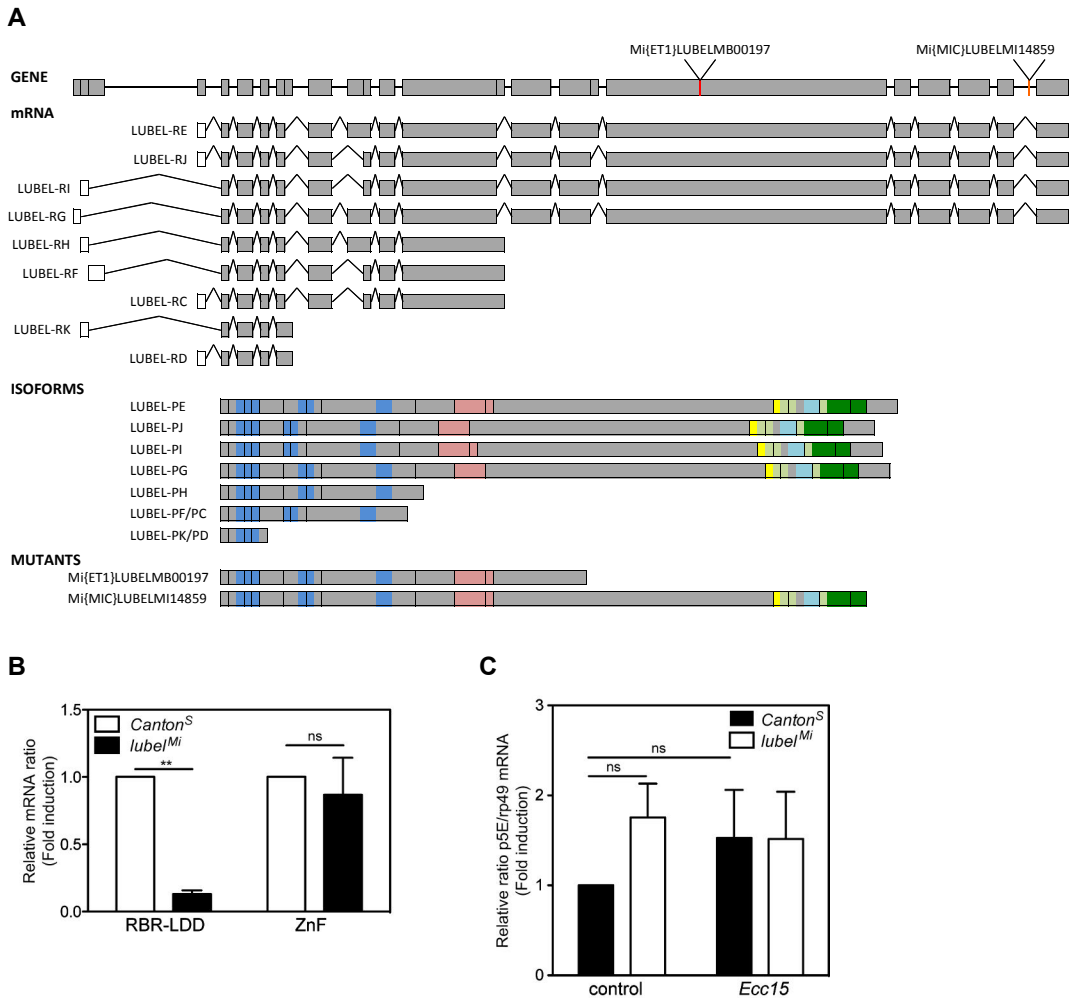 A
Mi{ET1}LUBELMB00197
Mi{MIC}LUBELMI14859
GENE
mRNA
LUBEL-RE
LUBEL-RJ
LUBEL-RI
LUBEL-RG
LUBEL-RH
LUBEL-RF
LUBEL-RC
LUBEL-RK
LUBEL-RD
ISOFORMS
LUBEL-PE
LUBEL-PJ
LUBEL-PI
LUBEL-PG
LUBEL-PH
LUBEL-PF/PC
LUBEL-PK/PD
MUTANTS
Mi{ET1}LUBELMB00197
Mi{MIC}LUBELMI14859
B
Relative mRNA ratio
(Fold induction)
1.5
1.0
0.5
0.0
Canton^S
lubel^Mi
**
ns
RBR-LDD
ZnF
C
Relative ratio p5E/rp49 mRNA
(Fold induction)
3
2
1
0
Canton^S
lubel^Mi
ns
ns
control
Ecc15